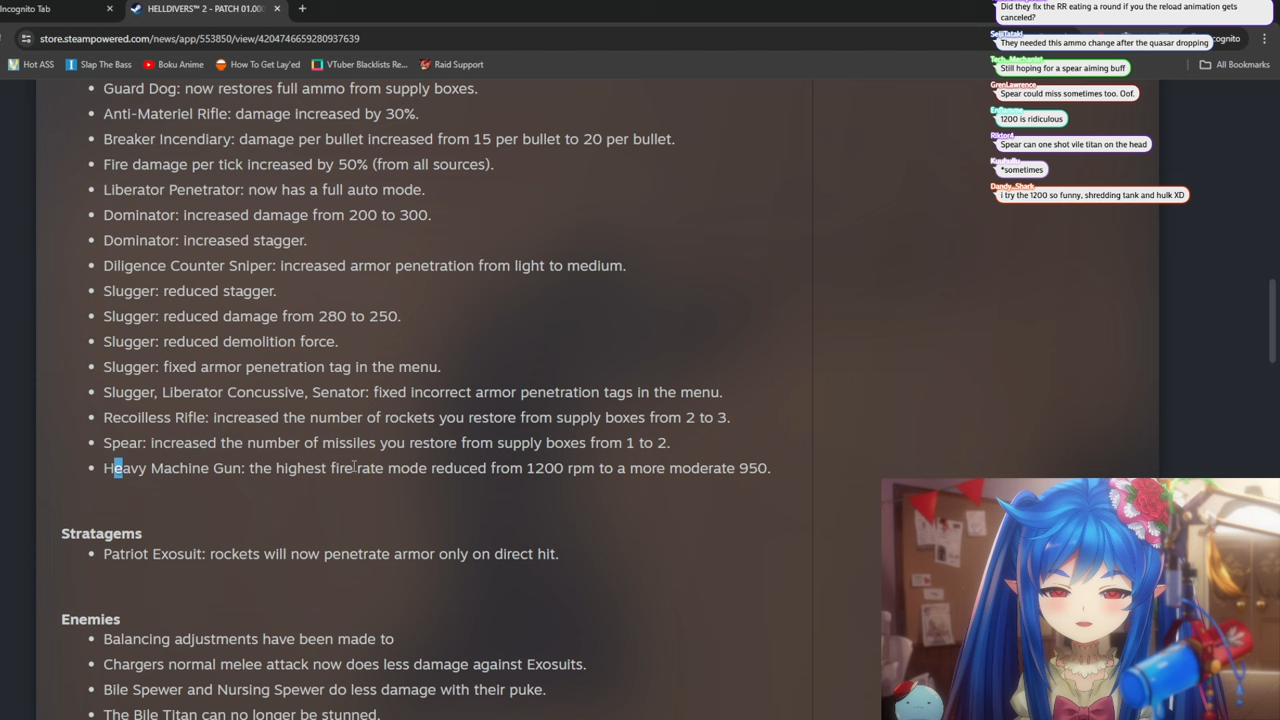 Incognito Tab
HELLDIVERS™ 2 - PATCH 01.000
store.steampowered.com/news/app/553850/view/4204746659280937639
Incognito
Hot ASS
Slap The Bass
Boku Anime
How To Get Lay'ed
VTuber Blacklists Re...
Raid Support
All Bookmarks
Did they fix the RR eating a round if you the reload animation gets
canceled?
SeijiTataki
They needed this ammo change after the quasar dropping
Still hoping for a spear aiming buff
GrenLawrence
Spear could miss sometimes too. Oof.
1200 is ridiculous
Riktor4
Spear can one shot vile titan on the head
*sometimes
Dandy_Shark
i try the 1200 so funny, shredding tank and hulk XD
Guard Dog: now restores full ammo from supply boxes.
Anti-Materiel Rifle: damage increased by 30%.
Breaker Incendiary: damage per bullet increased from 15 per bullet to 20 per bullet.
Fire damage per tick increased by 50% (from all sources).
Liberator Penetrator: now has a full auto mode.
Dominator: increased damage from 200 to 300.
Dominator: increased stagger.
Diligence Counter Sniper: increased armor penetration from light to medium.
Slugger: reduced stagger.
Slugger: reduced damage from 280 to 250.
Slugger: reduced demolition force.
Slugger: fixed armor penetration tag in the menu.
Slugger, Liberator Concussive, Senator: fixed incorrect armor penetration tags in the menu.
Recoilless Rifle: increased the number of rockets you restore from supply boxes from 2 to 3.
Spear: increased the number of missiles you restore from supply boxes from 1 to 2.
Heavy Machine Gun: the highest fire rate mode reduced from 1200 rpm to a more moderate 950.
Stratagems
Patriot Exosuit: rockets will now penetrate armor only on direct hit.
Enemies
Balancing adjustments have been made to
Chargers normal melee attack now does less damage against Exosuits.
Bile Spewer and Nursing Spewer do less damage with their puke.
The Bile Titan can no longer be stunned.